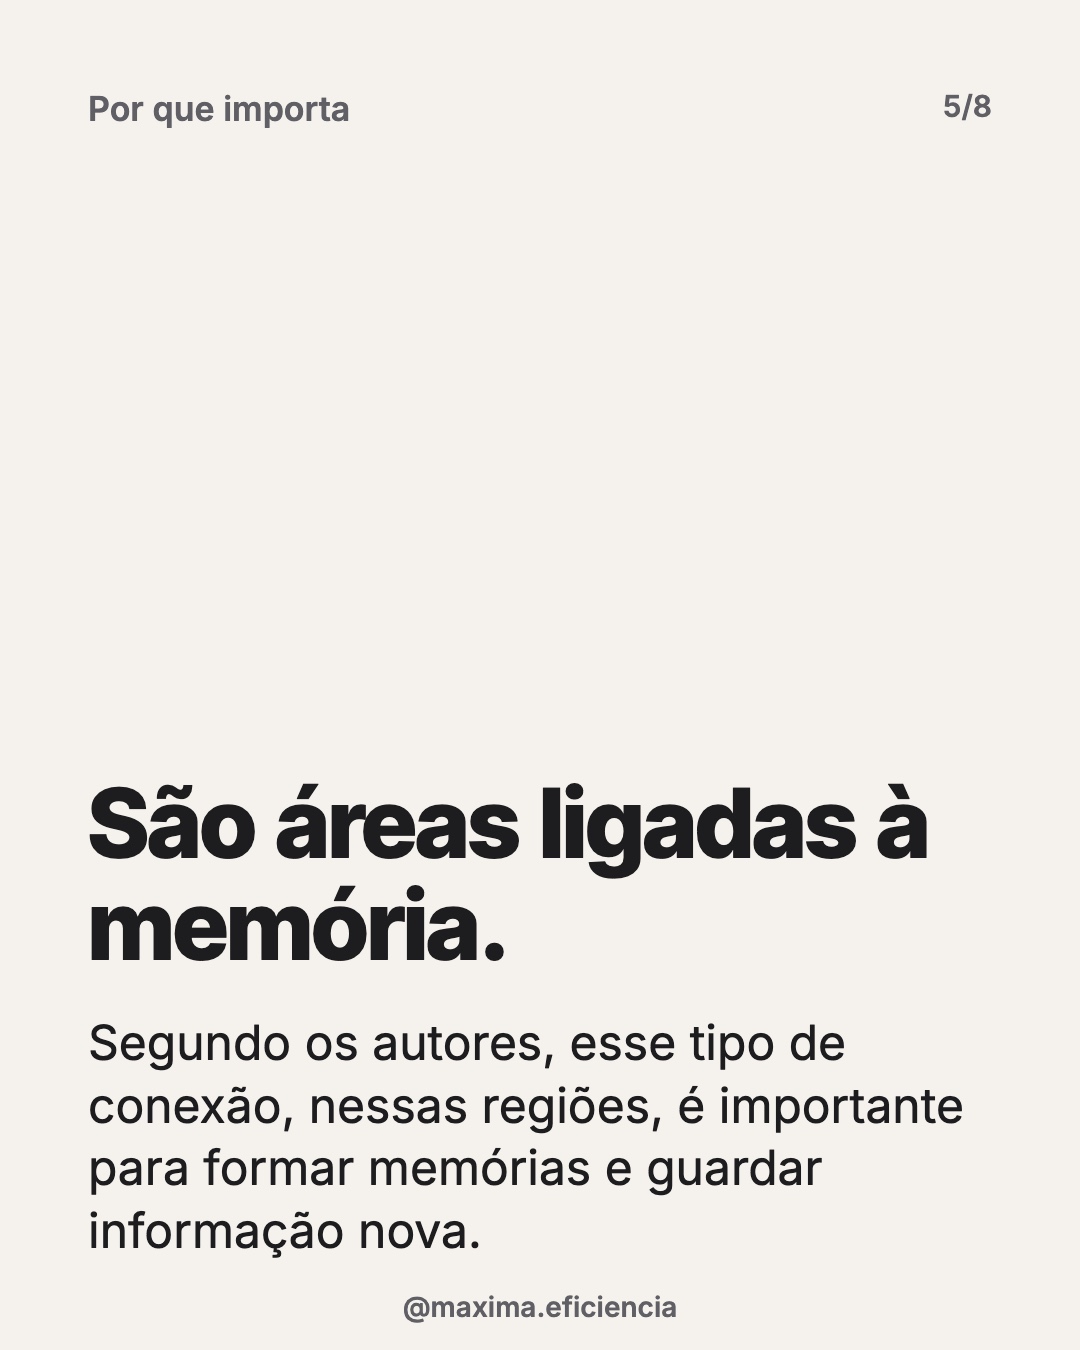 Por que importa
5/8
São áreas ligadas à
memória.
Segundo os autores, esse tipo de
conexão, nessas regiões, é importante
para formar memórias e guardar
informação nova.
@maxima.eficiencia